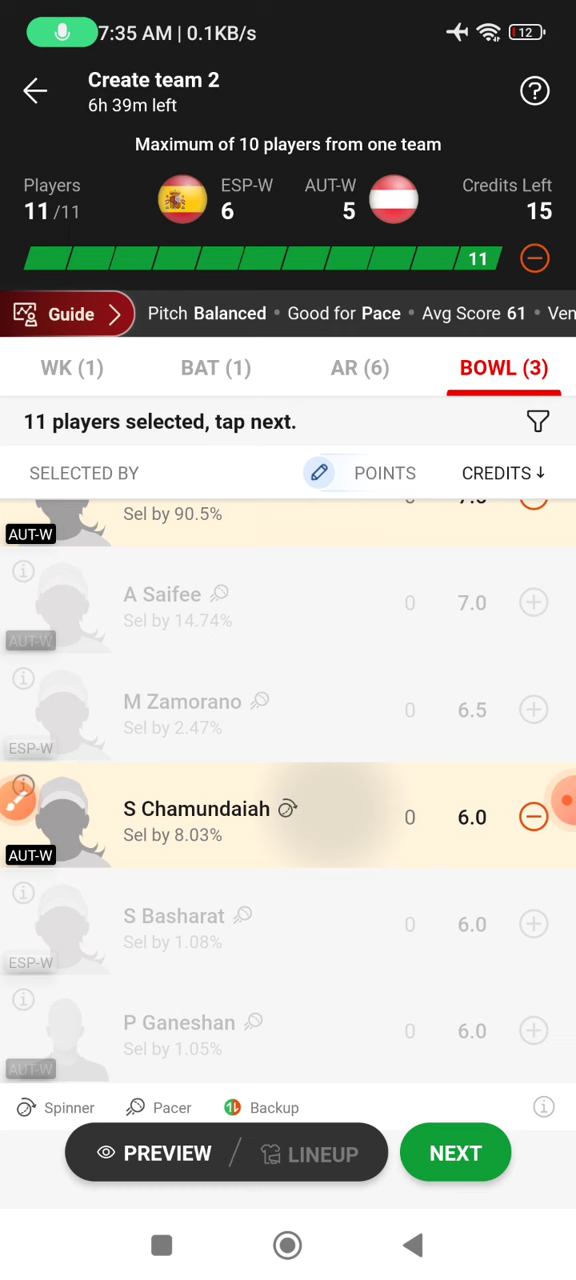 7:35 AM | 0.1KB/s 12
Create team 2
6h 39m left
?
Maximum of 10 players from one team
Players ESP-W AUT-W Credits Left
11/11 6 5 15
11
Guide Pitch Balanced • Good for Pace • Avg Score 61 • Ven
WK (1) BAT (1) AR (6) BOWL (3)
11 players selected, tap next.
SELECTED BY POINTS CREDITS↓
Sel by 90.5%
AUT-W
A Saifee 0 7.0
Sel by 14.74%
AUT-W
M Zamorano 0 6.5
Sel by 2.47%
ESP-W
S Chamundaiah 0 6.0
Sel by 8.03%
AUT-W
S Basharat 0 6.0
Sel by 1.08%
ESP-W
P Ganeshan 0 6.0
Sel by 1.05%
AUT-W
Spinner Pacer Backup
PREVIEW / LINEUP NEXT